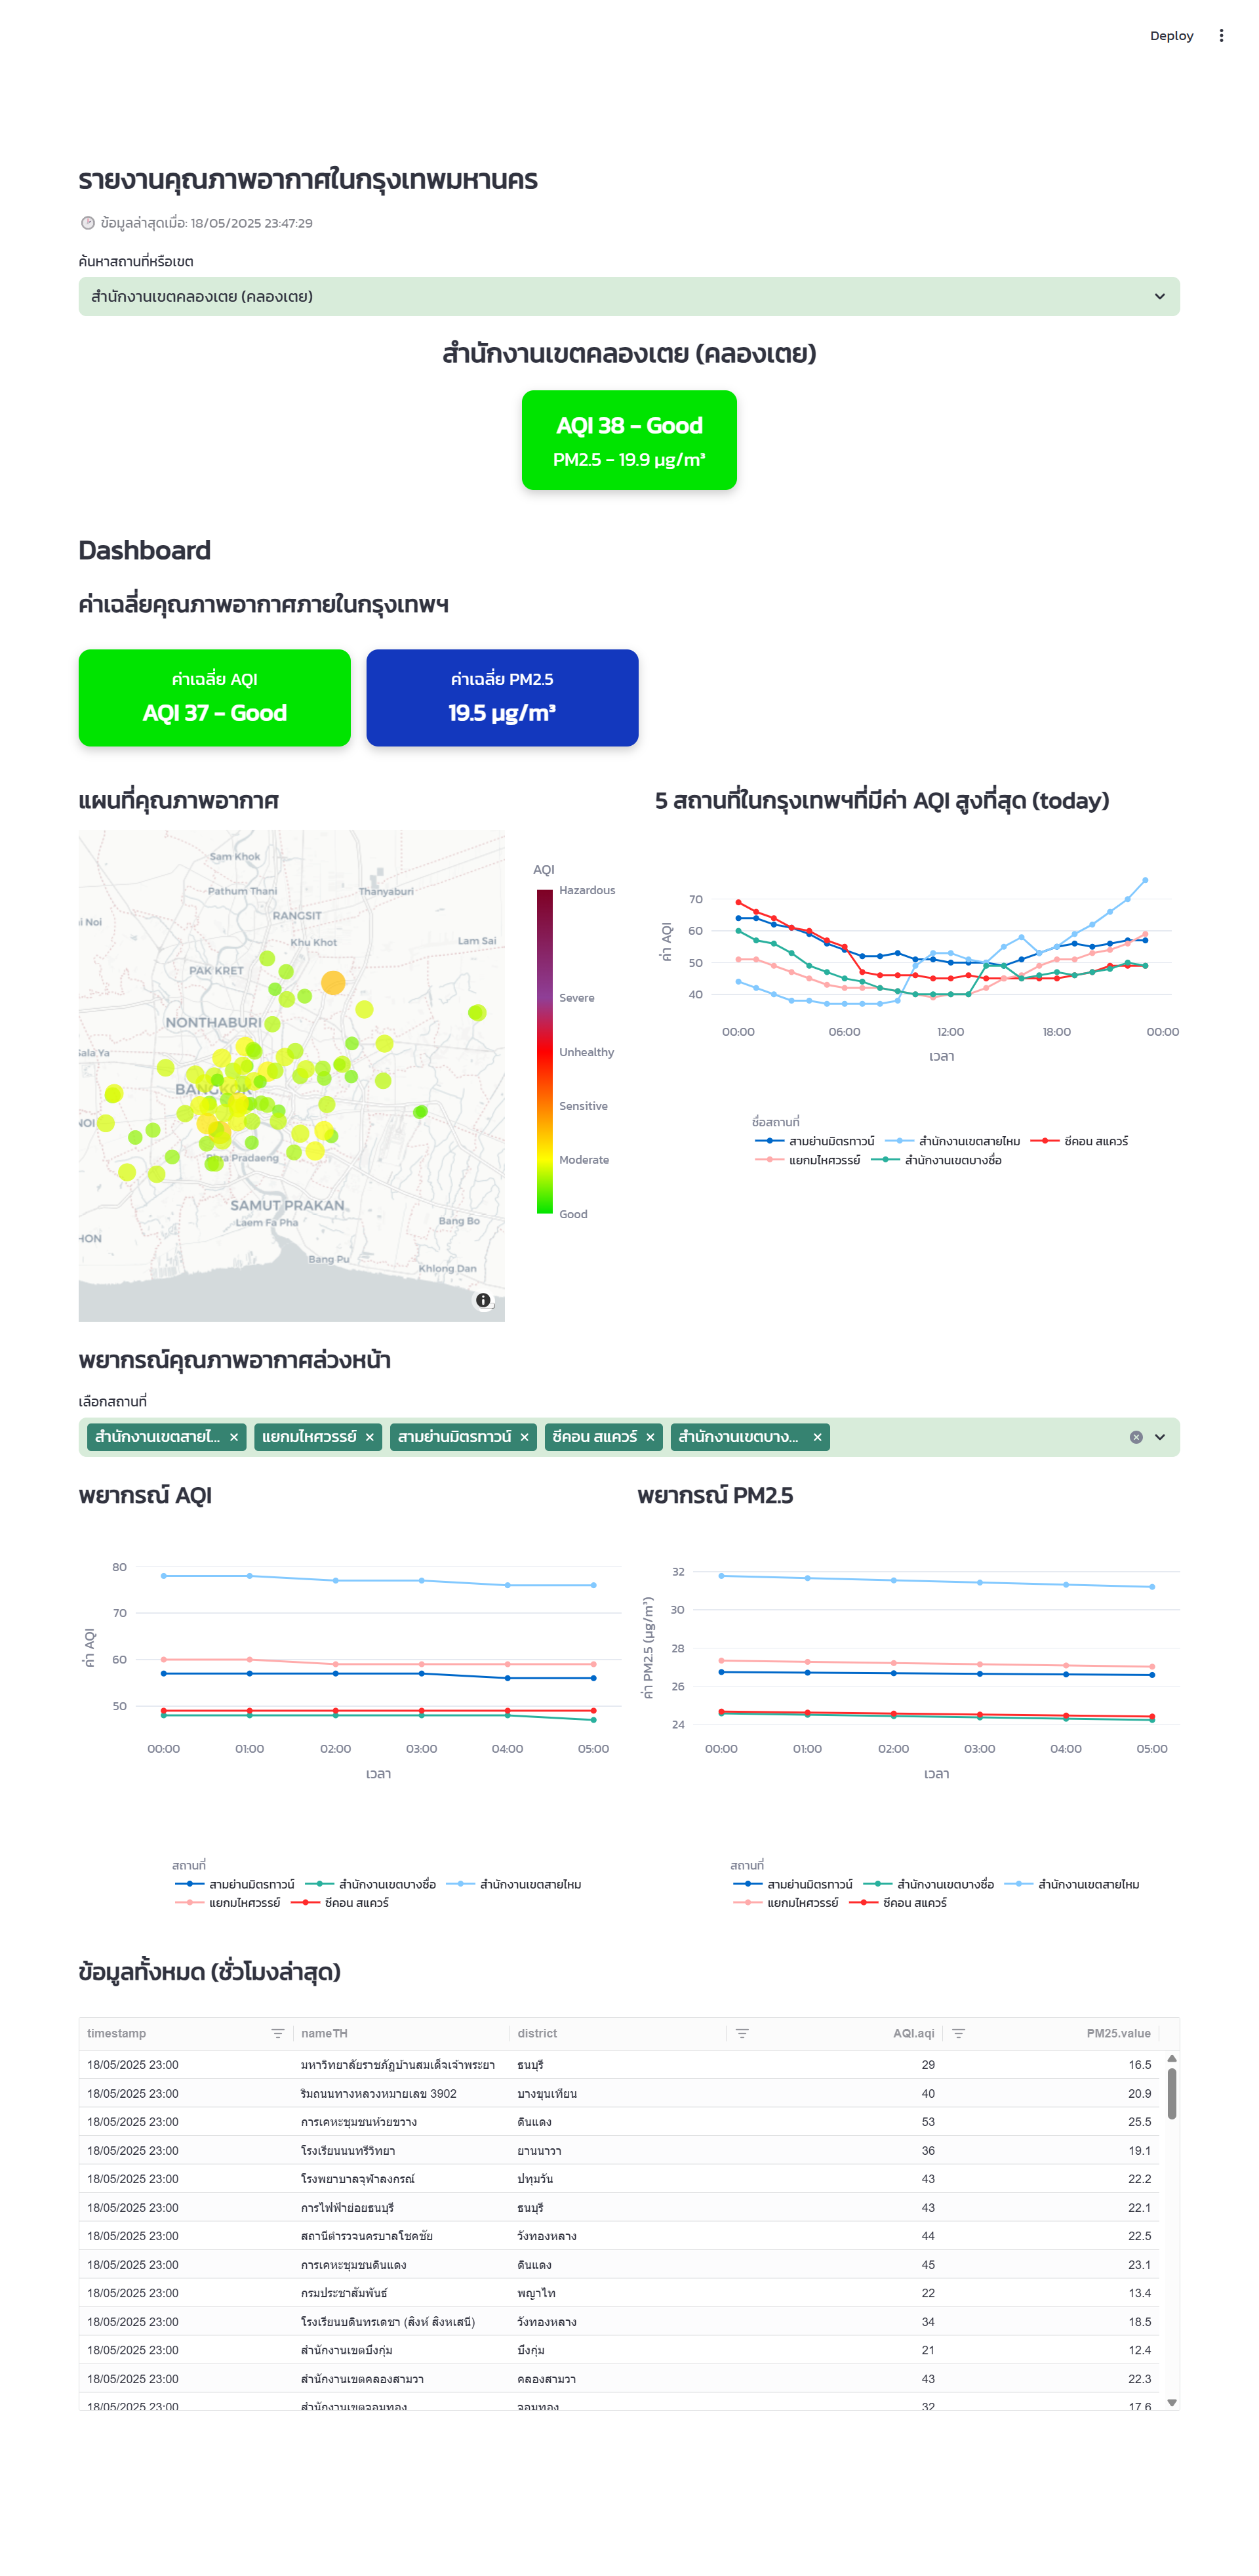 Deploy
รายงานคุณภาพอากาศในกรุงเทพมหานคร
ข้อมูลล่าสุดเมื่อ: 18/05/2025 23:47:29
ค้นหาสถานที่หรือเขต
สำนักงานเขตคลองเตย (คลองเตย)
สำนักงานเขตคลองเตย (คลองเตย)
AQI 38 - Good
PM2.5 - 19.9 µg/m³
Dashboard
ค่าเฉลี่ยคุณภาพอากาศภายในกรุงเทพฯ
ค่าเฉลี่ย AQI
AQI 37 - Good
ค่าเฉลี่ย PM2.5
19.5 µg/m³
แผนที่คุณภาพอากาศ
Sam Khok
Pathum Thani
Thanyaburi
RANGSIT
i Noi
Khu Khot
Lam Sai
PAK KRET
NONTHABURI
Sala Ya
BANGKOK
NOI
Phra Pradaeng
SAMUT PRAKAN
Laem Fa Pha
Bang Bo
HON
Bang Pu
Khlong Dan
AQI
Hazardous
Severe
Unhealthy
Sensitive
Moderate
Good
5 สถานที่ในกรุงเทพฯที่มีค่า AQI สูงที่สุด (today)
ค่า AQI
70
60
50
40
00:00 06:00 12:00 18:00 00:00
เวลา
ชื่อสถานที่
สามย่านมิตรทาวน์ สำนักงานเขตสายไหม ซีคอน สแควร์
แยกมไหศวรรย์ สำนักงานเขตบางซื่อ
พยากรณ์คุณภาพอากาศล่วงหน้า
เลือกสถานที่
สำนักงานเขตสายไ... แยกมไหศวรรย์ สามย่านมิตรทาวน์ ซีคอน สแควร์ สำนักงานเขตบาง...
พยากรณ์ AQI
ค่า AQI
80
70
60
50
00:00 01:00 02:00 03:00 04:00 05:00
เวลา
สถานที่
สามย่านมิตรทาวน์ สำนักงานเขตบางซื่อ สำนักงานเขตสายไหม
แยกมไหศวรรย์ ซีคอน สแควร์
พยากรณ์ PM2.5
ค่า PM2.5 (µg/m³)
32
30
28
26
24
00:00 01:00 02:00 03:00 04:00 05:00
เวลา
สถานที่
สามย่านมิตรทาวน์ สำนักงานเขตบางซื่อ สำนักงานเขตสายไหม
แยกมไหศวรรย์ ซีคอน สแควร์
ข้อมูลทั้งหมด (ชั่วโมงล่าสุด)
timestamp nameTH district AQI.aqi PM25.value
18/05/2025 23:00 มหาวิทยาลัยราชภัฏบ้านสมเด็จเจ้าพระยา ธนบุรี 29 16.5
18/05/2025 23:00 ริมถนนทางหลวงหมายเลข 3902 บางขุนเทียน 40 20.9
18/05/2025 23:00 การเคหะชุมชนห้วยขวาง ดินแดง 53 25.5
18/05/2025 23:00 โรงเรียนนนทรีวิทยา ยานนาวา 36 19.1
18/05/2025 23:00 โรงพยาบาลจุฬาลงกรณ์ ปทุมวัน 43 22.2
18/05/2025 23:00 การไฟฟ้าย่อยธนบุรี ธนบุรี 43 22.1
18/05/2025 23:00 สถานีตำรวจนครบาลโชคชัย วังทองหลาง 44 22.5
18/05/2025 23:00 การเคหะชุมชนดินแดง ดินแดง 45 23.1
18/05/2025 23:00 กรมประชาสัมพันธ์ พญาไท 22 13.4
18/05/2025 23:00 โรงเรียนบดินทรเดชา (สิงห์ สิงหเสนี) วังทองหลาง 34 18.5
18/05/2025 23:00 สำนักงานเขตบึงกุ่ม บึงกุ่ม 21 12.4
18/05/2025 23:00 สำนักงานเขตคลองสามวา คลองสามวา 43 22.3
18/05/2025 23:00 สำนักงานเขตจอมทอง จอมทอง 32 17.6